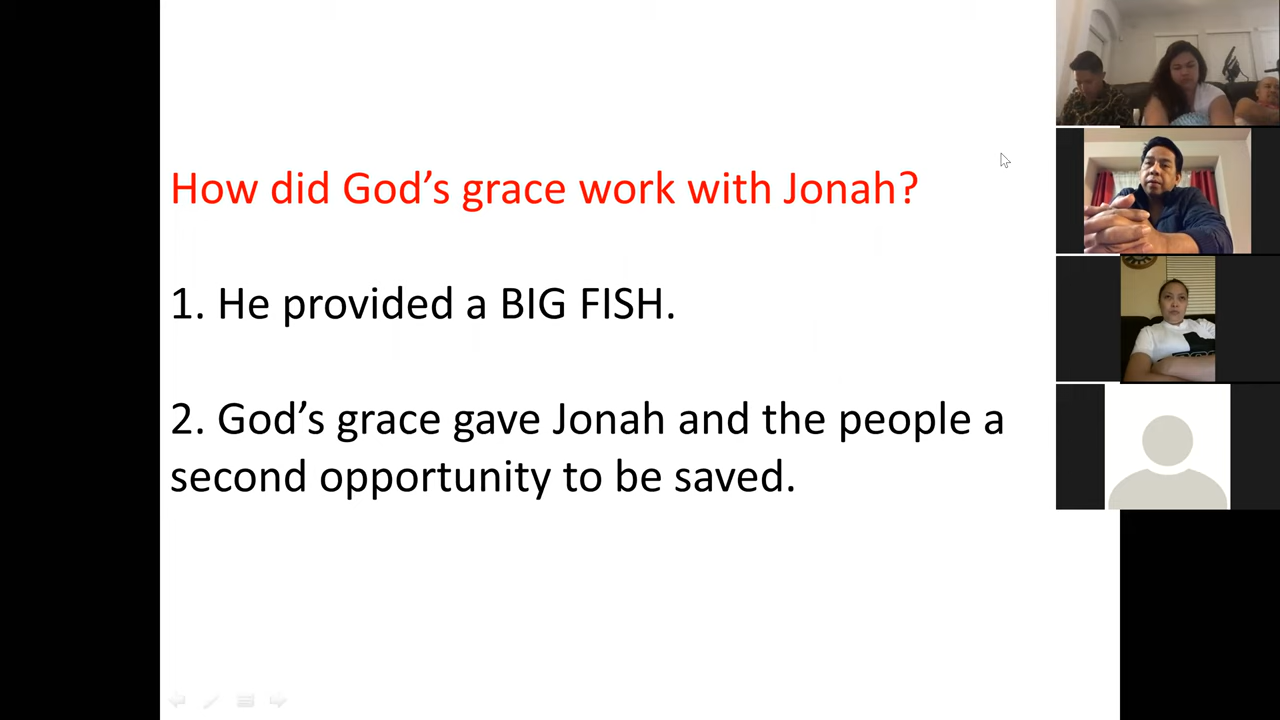 How did God’s grace work with Jonah?
1. He provided a BIG FISH.
2. God’s grace gave Jonah and the people a
second opportunity to be saved.